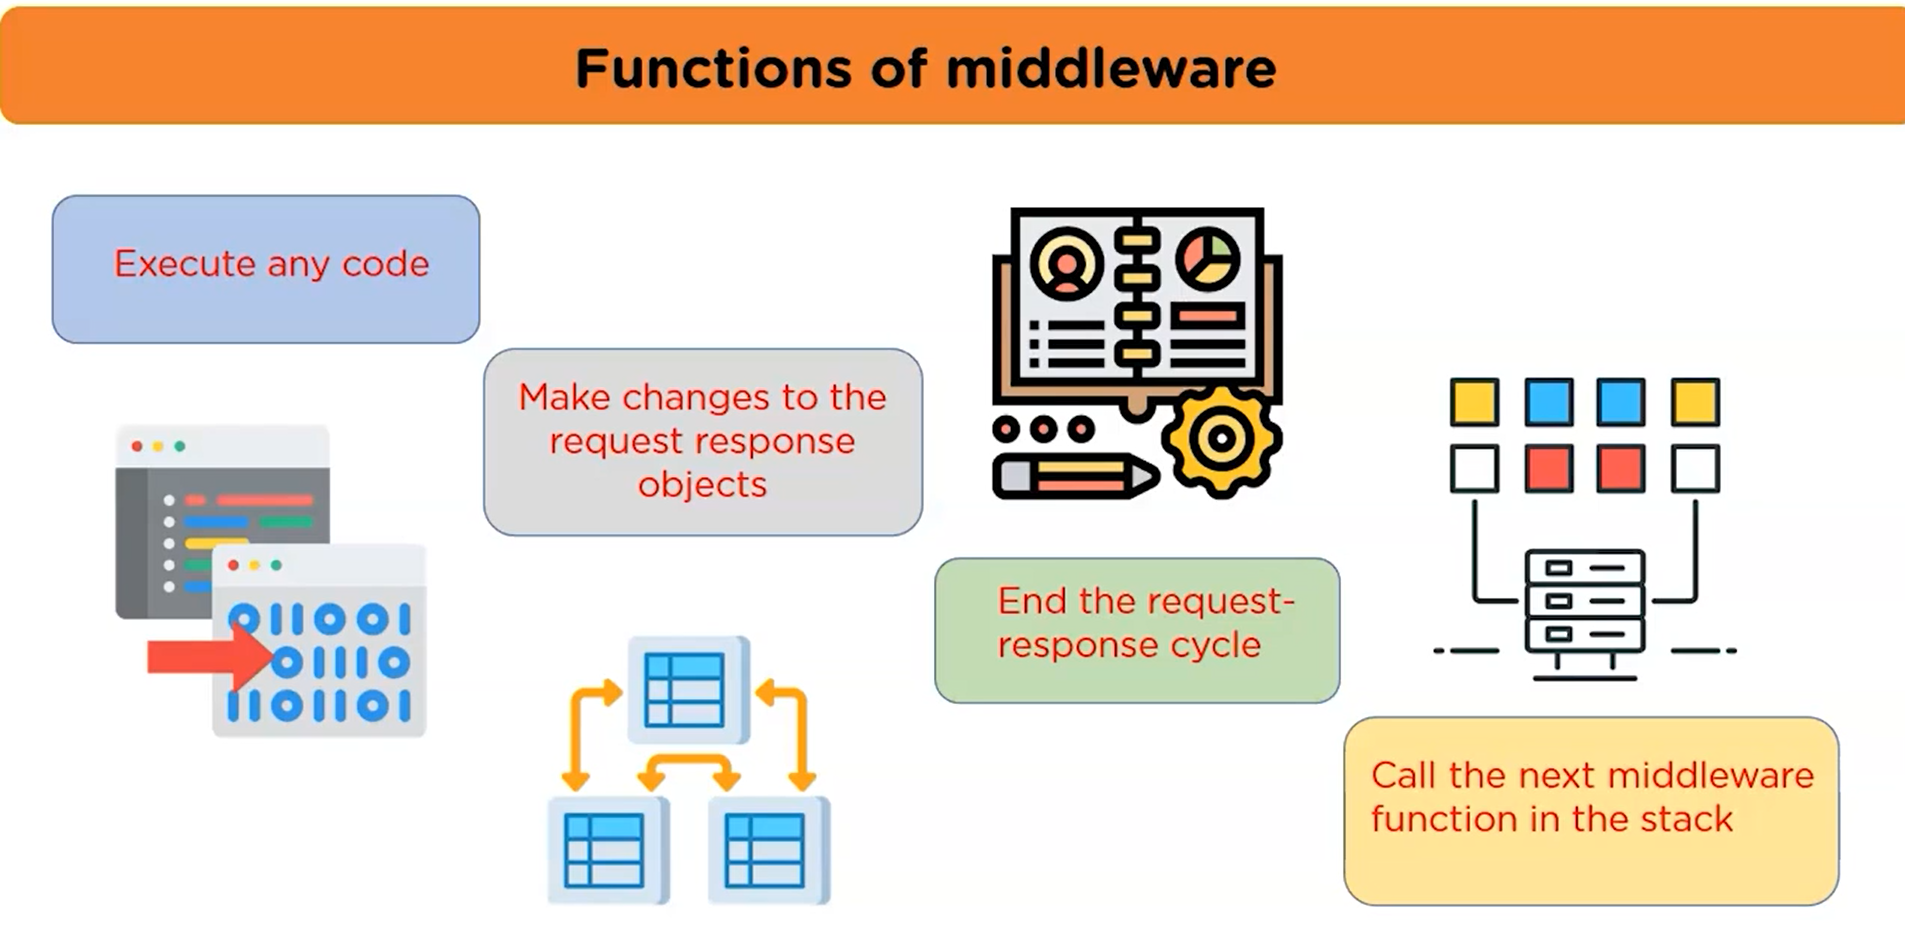 Functions of middleware
Execute any code
Make changes to the
request response
objects
End the request-
response cycle
Call the next middleware
function in the stack